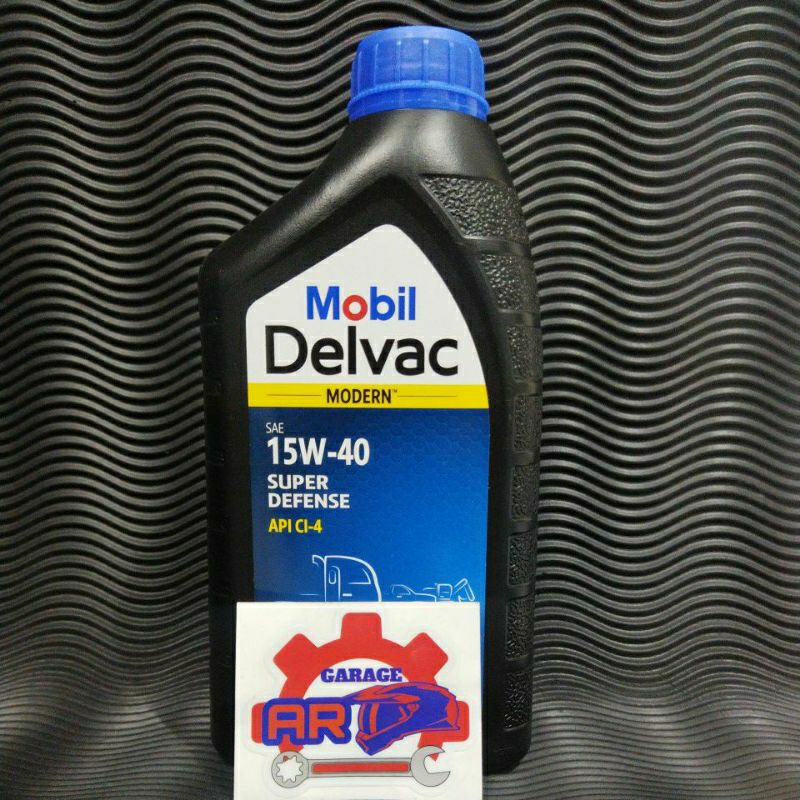 Mobil
Delvac
MODERN™
SAE
15W-40
SUPER
DEFENSE
API CI-4
GARAGE
AR